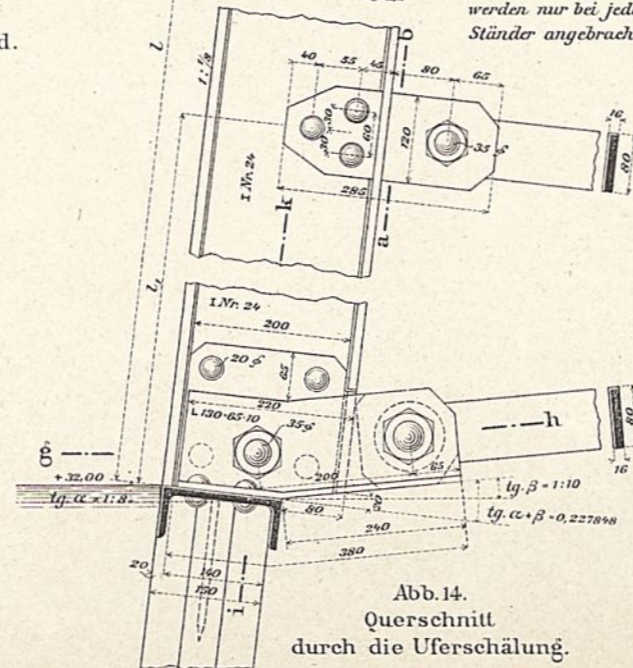 werden nur bei jede
Ständer angebrach
d.
l
1:1/8
b
40 55 45 80 65
30
30
60
120
35 ϕ
285
16
80
I Nr. 24
k
a
l₁
I Nr. 24
200
20 ϕ
65
220
L 130·65·10
35 ϕ
h
80
16
g
+32,00
200
65
tg. α = 1:8.
80
20
tg. β = 1:10
240
tg. α+β = 0,227848
380
20
140
150
i
Abb. 14.
Querschnitt
durch die Uferschälung.